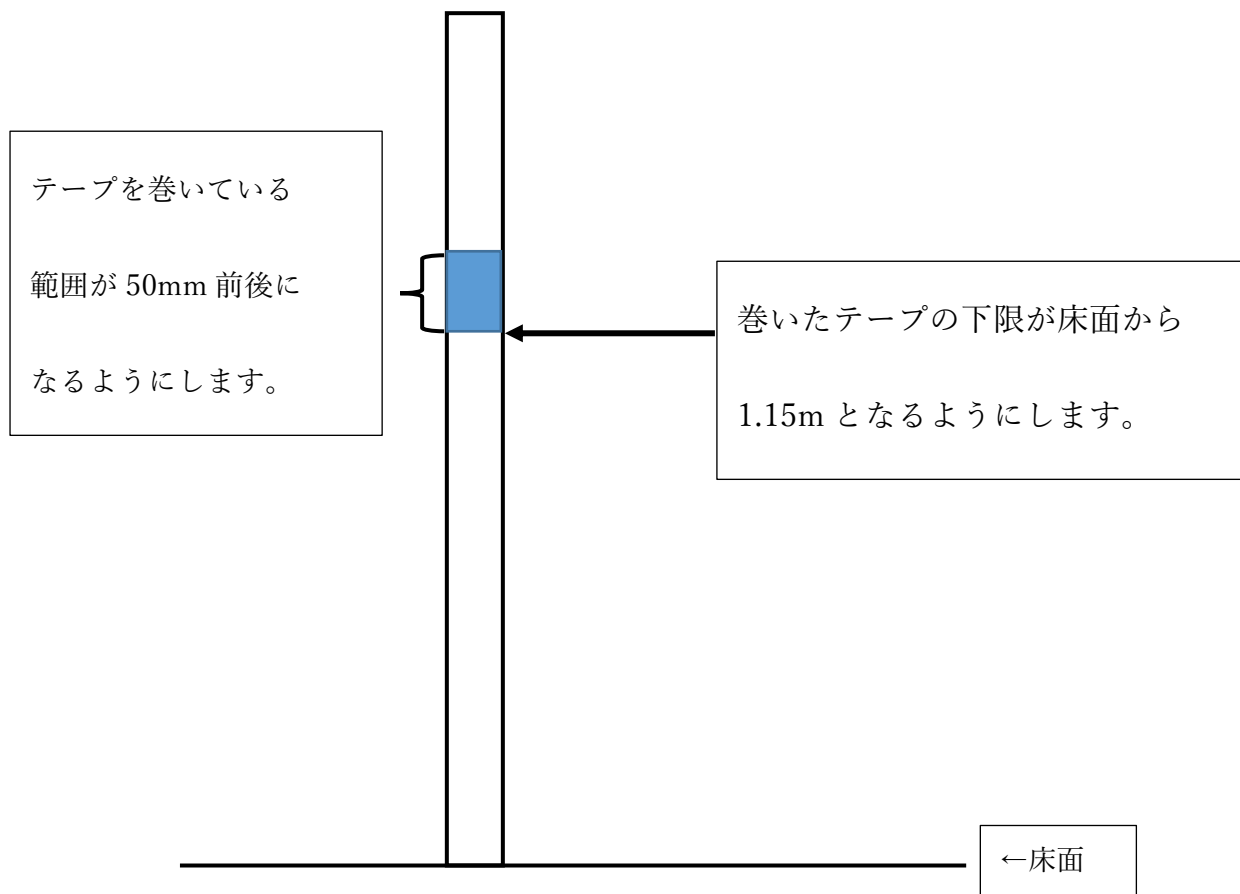 テープを巻いている
範囲が 50mm 前後に
なるようにします。
巻いたテープの下限が床面から
1.15m となるようにします。
←床面